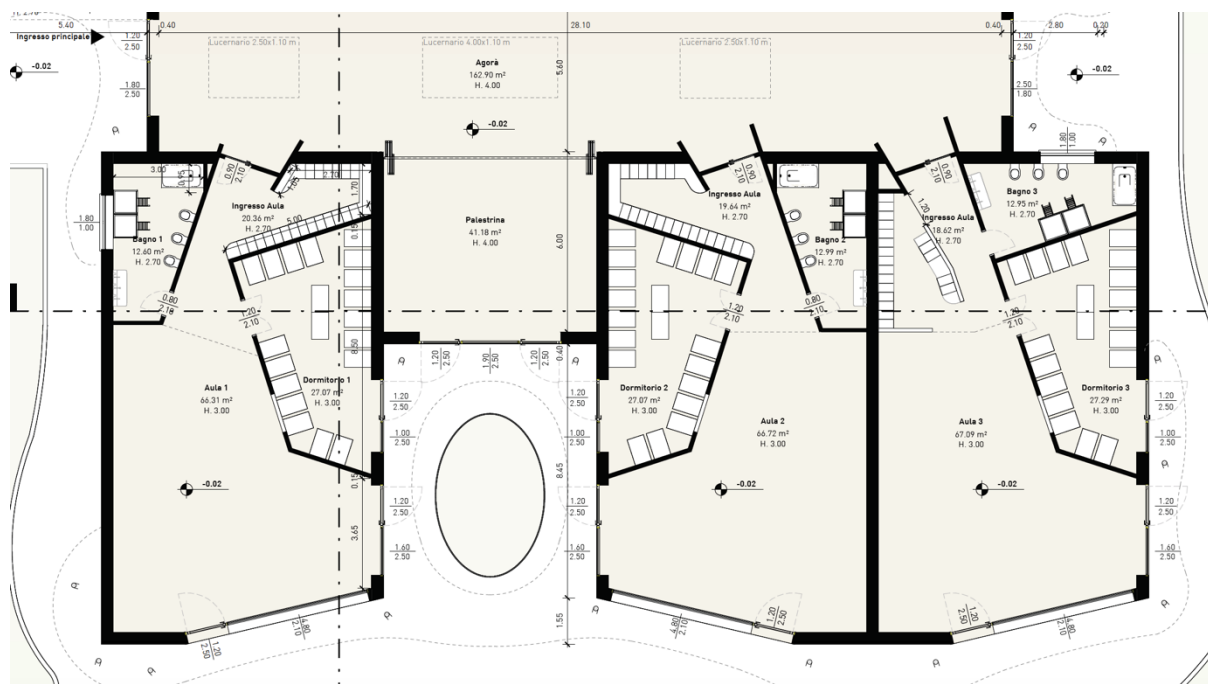 H. 2.70
5.40
0.40
28.10
0.40
2.80
0.20
Ingresso principale
1.20
2.50
Lucernario 2.50x1.10 m
Lucernario 4.00x1.10 m
Lucernario 2.50x1.10 m
1.20
2.50
-0.02
Agorà
162.90 m²
H. 4.00
5.60
-0.02
1.80
2.50
2.50
1.80
-0.02
1.80
1.00
3.00
0.95
0.90
2.10
1.05
2.70
1.70
0.90
2.10
0.90
2.10
Ingresso Aula
20.36 m²
H. 2.70
5.00
0.15
Palestrina
41.18 m²
H. 4.00
6.00
Ingresso Aula
19.64 m²
H. 2.70
1.20
Ingresso Aula
18.62 m²
H. 2.70
Bagno 3
12.95 m²
H. 2.70
1.80
1.00
Bagno 1
12.60 m²
H. 2.70
Bagno 2
12.99 m²
H. 2.70
0.80
2.10
1.20
2.10
8.50
1.20
2.10
0.80
2.10
1.20
2.10
1.20
2.50
1.90
2.50
1.20
2.50
0.40
Aula 1
66.31 m²
H. 3.00
Dormitorio 1
27.07 m²
H. 3.00
1.20
2.50
1.20
2.50
Dormitorio 2
27.07 m²
H. 3.00
Aula 2
66.72 m²
H. 3.00
Aula 3
67.09 m²
H. 3.00
Dormitorio 3
27.29 m²
H. 3.00
1.20
2.50
1.00
2.50
1.00
2.50
1.00
2.50
8.45
-0.02
0.15
1.20
2.50
1.20
2.50
-0.02
-0.02
1.20
2.50
3.65
1.60
2.50
1.60
2.50
1.60
2.50
1.20
2.50
4.80
2.10
1.55
4.80
2.10
1.20
2.50
1.20
2.50
4.80
2.10